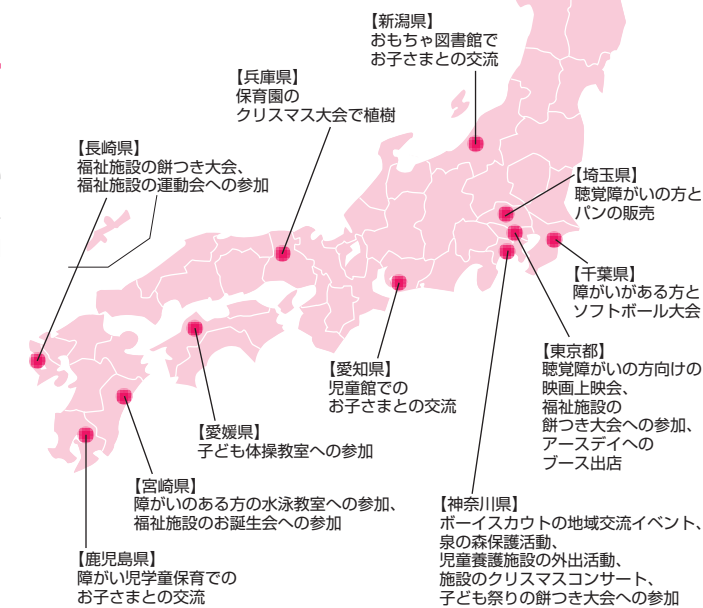 【新潟県】
おもちゃ図書館で
お子さまとの交流
【兵庫県】
保育園の
クリスマス大会で植樹
【長崎県】
福祉施設の餅つき大会、
福祉施設の運動会への参加
【埼玉県】
聴覚障がいの方と
パンの販売
【千葉県】
障がいがある方と
ソフトボール大会
【東京都】
聴覚障がいの方向けの
映画上映会、
福祉施設の
餅つき大会への参加、
アースデイへの
ブース出店
【愛知県】
児童館での
お子さまとの交流
【愛媛県】
子ども体操教室への参加
【宮崎県】
障がいのある方の水泳教室への参加、
福祉施設のお誕生会への参加
【神奈川県】
ボーイスカウトの地域交流イベント、
泉の森保護活動、
児童養護施設の外出活動、
施設のクリスマスコンサート、
子ども祭りの餅つき大会への参加
【鹿児島県】
障がい児学童保育での
お子さまとの交流